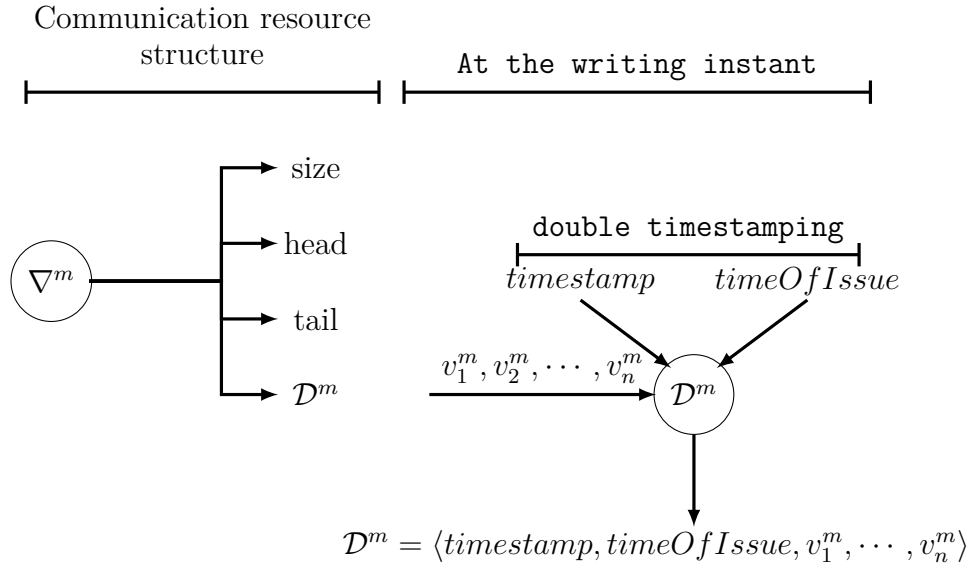 Communication resource
structure
At the writing instant
size
head
double timestamping
∇^m
timestamp timeOfIssue
tail
v_1^m, v_2^m, ⋯ , v_n^m
𝒟^m
𝒟^m
𝒟^m = ⟨timestamp, timeOfIssue, v_1^m, ⋯ , v_n^m⟩